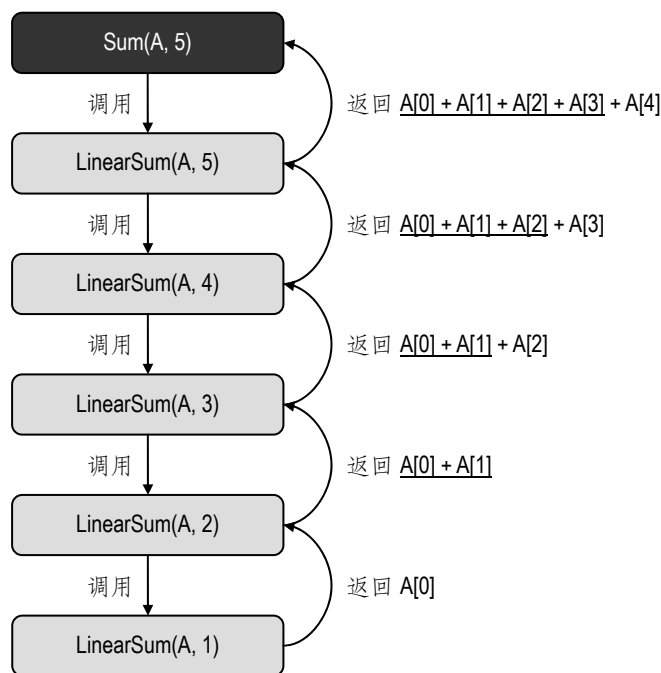 Sum(A, 5)
调用
返回 A[0] + A[1] + A[2] + A[3] + A[4]
LinearSum(A, 5)
调用
返回 A[0] + A[1] + A[2] + A[3]
LinearSum(A, 4)
调用
返回 A[0] + A[1] + A[2]
LinearSum(A, 3)
调用
返回 A[0] + A[1]
LinearSum(A, 2)
调用
返回 A[0]
LinearSum(A, 1)